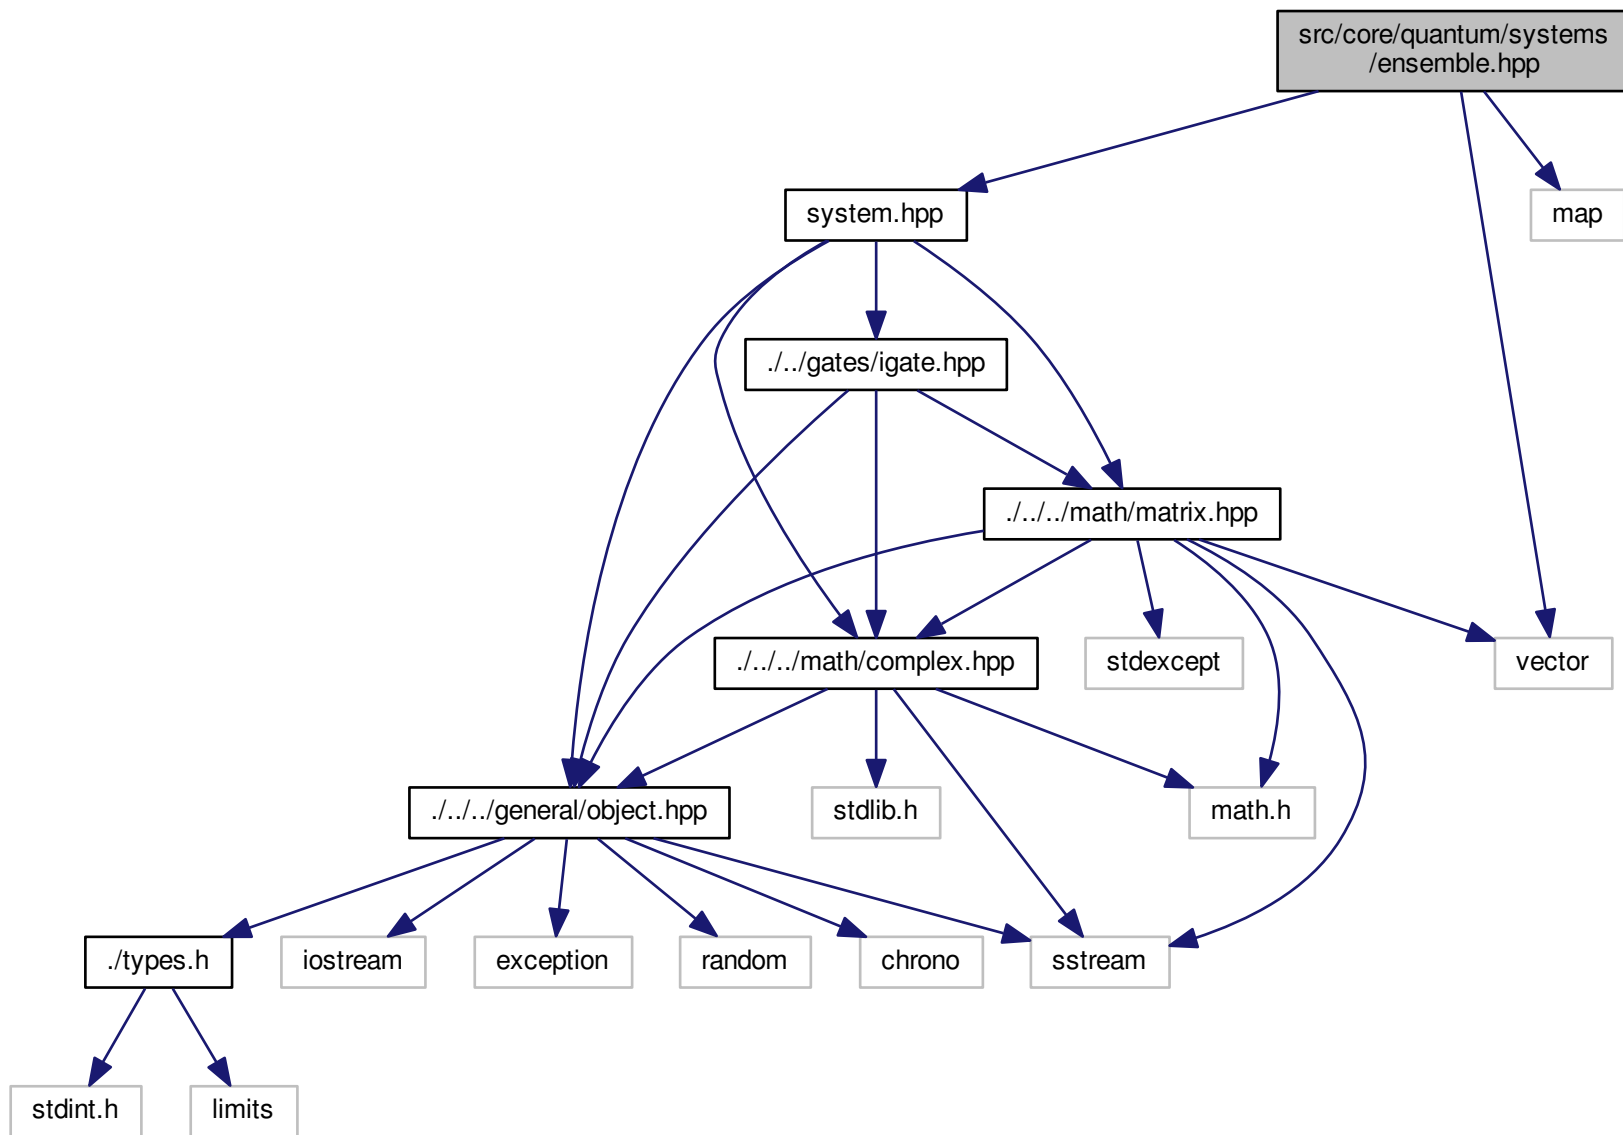 src/core/quantum/systems
/ensemble.hpp
system.hpp
map
./../gates/igate.hpp
./../../math/matrix.hpp
./../../math/complex.hpp
stdexcept
vector
./../../general/object.hpp
stdlib.h
math.h
./types.h
iostream
exception
random
chrono
sstream
stdint.h
limits